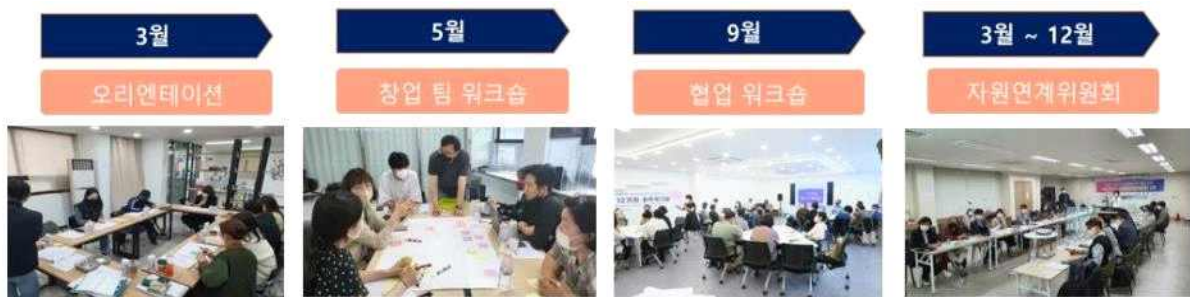 3월
5월
9월
3월 ~ 12월
오리엔테이션
창업 팀 워크숍
협업 워크숍
자원연계위원회